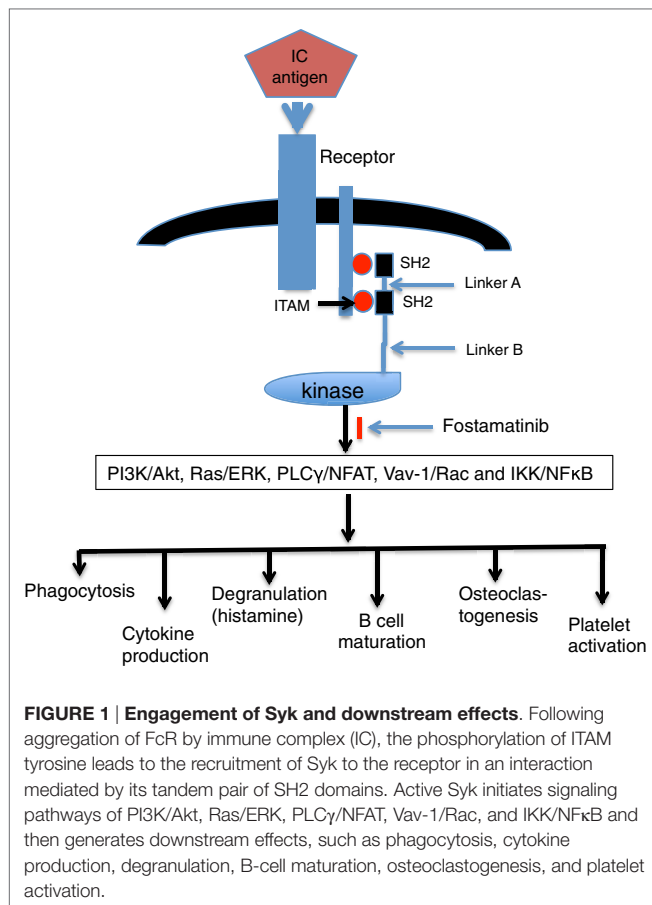 IC
antigen
Receptor
SH2
Linker A
ITAM
SH2
Linker B
kinase
Fostamatinib
PI3K/Akt, Ras/ERK, PLCγ/NFAT, Vav-1/Rac and IKK/NFκB
Phagocytosis
Cytokine
production
Degranulation
(histamine)
B cell
maturation
Osteoclas-
togenesis
Platelet
activation
FIGURE 1 | Engagement of Syk and downstream effects. Following
aggregation of FcR by immune complex (IC), the phosphorylation of ITAM
tyrosine leads to the recruitment of Syk to the receptor in an interaction
mediated by its tandem pair of SH2 domains. Active Syk initiates signaling
pathways of PI3K/Akt, Ras/ERK, PLCγ/NFAT, Vav-1/Rac, and IKK/NFκB and
then generates downstream effects, such as phagocytosis, cytokine
production, degranulation, B-cell maturation, osteoclastogenesis, and platelet
activation.